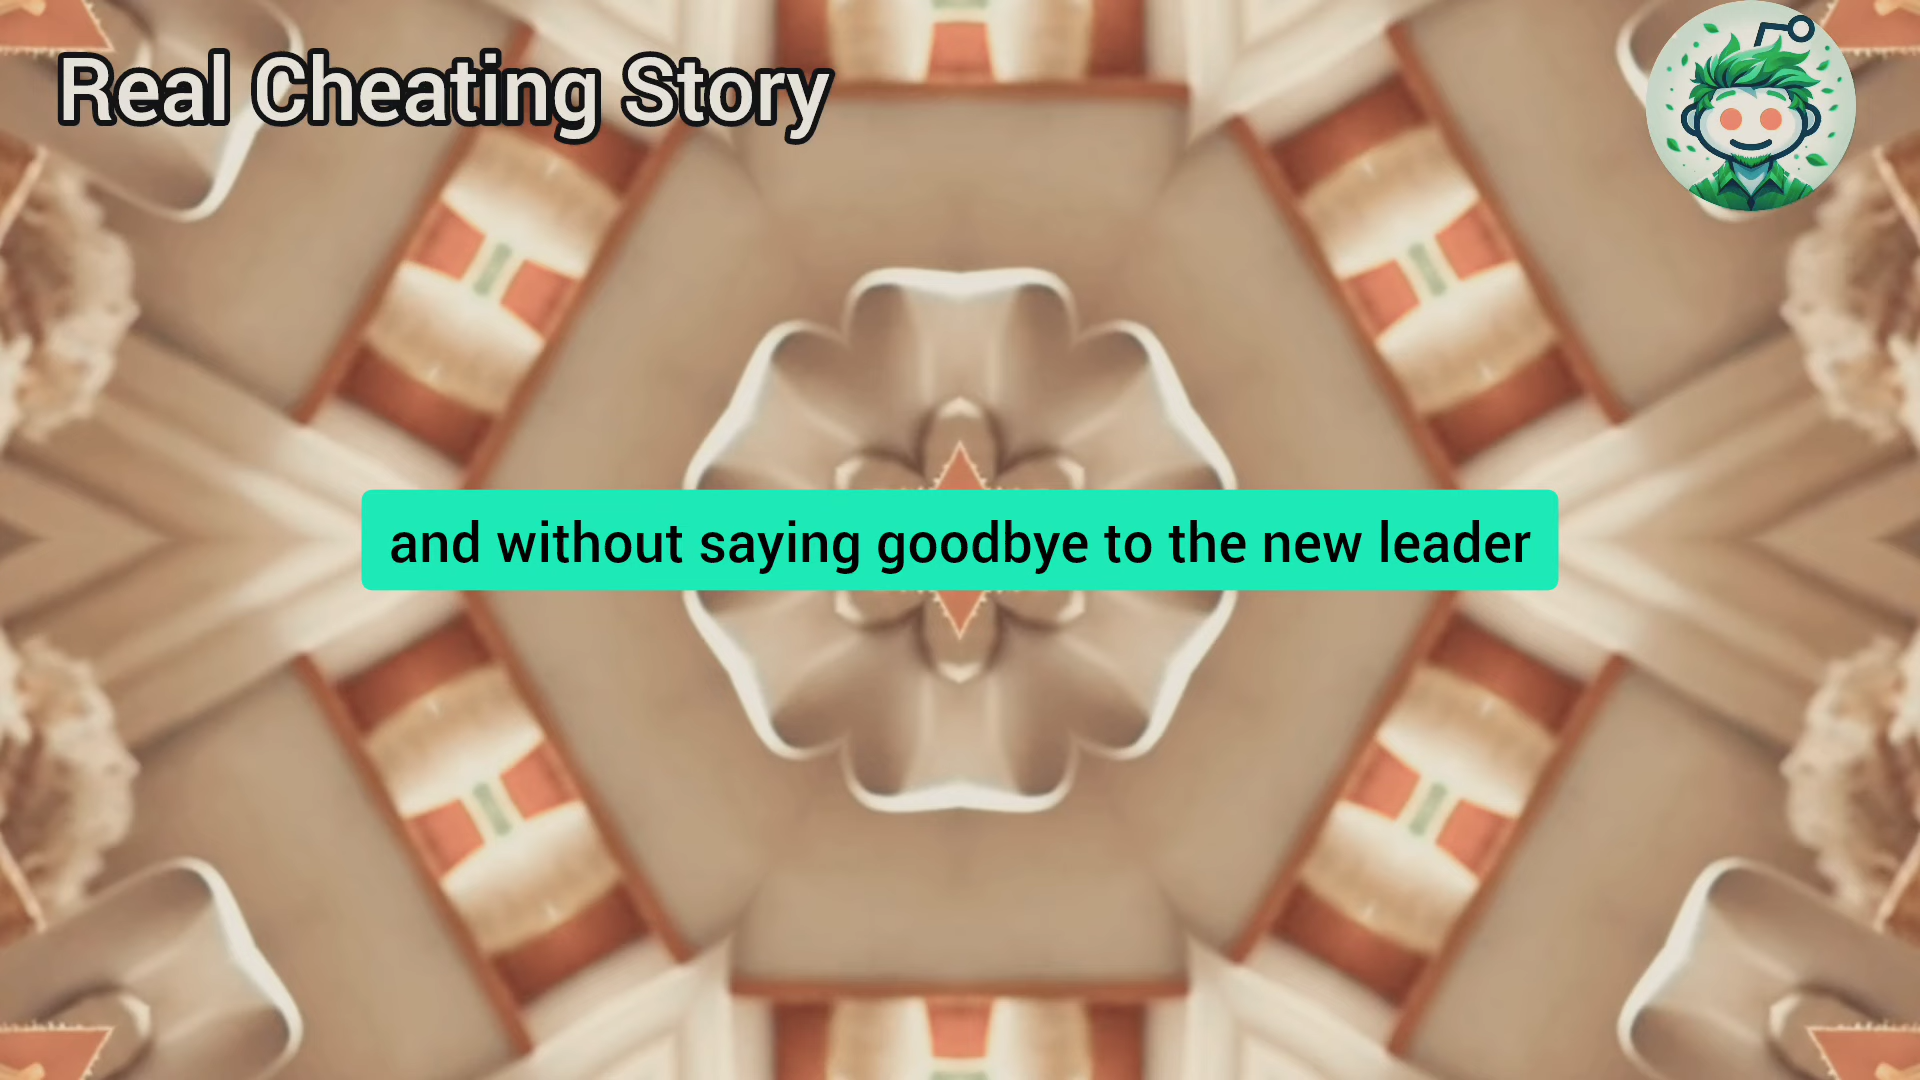 Real Cheating Story
and without saying goodbye to the new leader